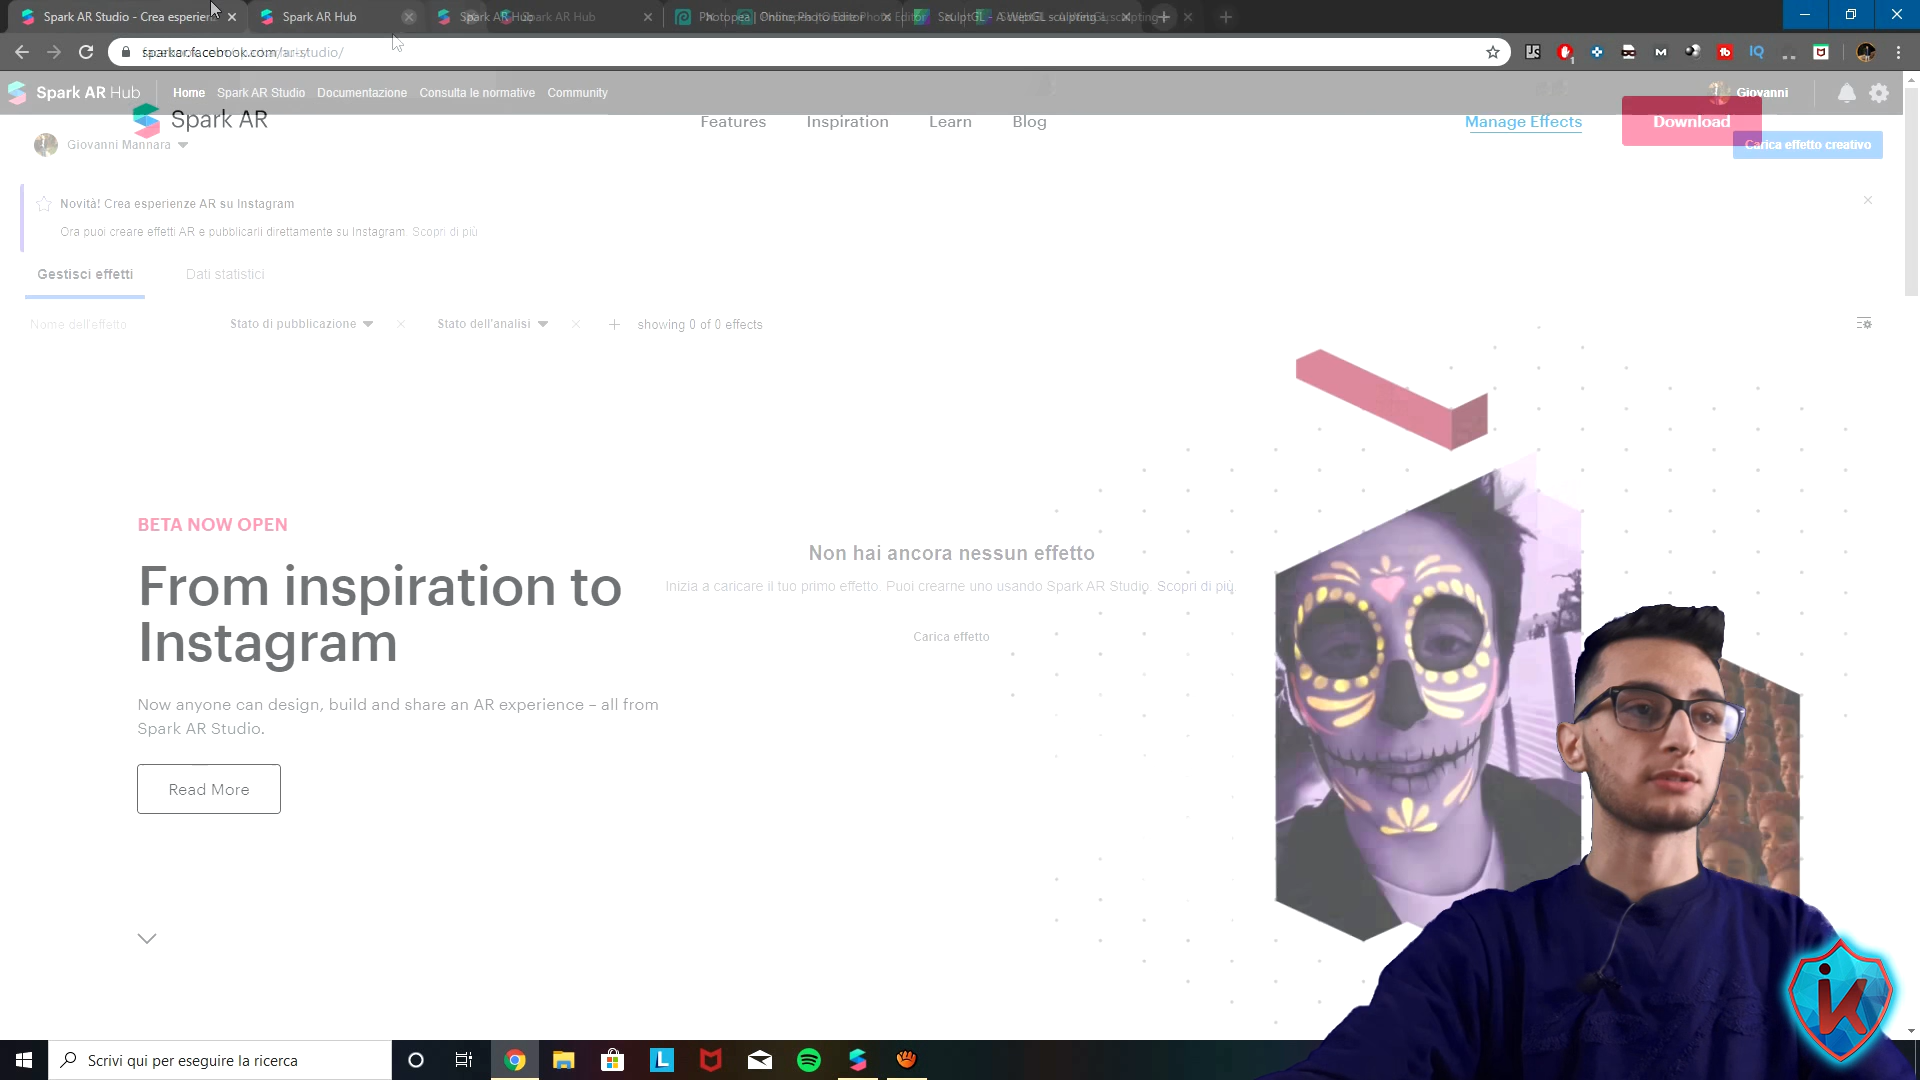 Spark AR Studio - Crea esperien
Spark AR Hub
Spark AR Hub
Photopea | Online Photo Editor
SculptGL - A WebGL sculpting
Spark AR Hub
Home
Spark AR Studio
Documentazione
Consulta le normative
Community
Giovanni
Spark AR
Features
Inspiration
Learn
Blog
Manage Effects
Download
Giovanni Mannara
Carica effetto creativo
Novità! Crea esperienze AR su Instagram
Ora puoi creare effetti AR e pubblicarli direttamente su Instagram. Scopri di più
Gestisci effetti
Dati statistici
Nome dell'effetto
Stato di pubblicazione
Stato dell'analisi
showing 0 of 0 effects
BETA NOW OPEN
From inspiration to
Instagram
Non hai ancora nessun effetto
Inizia a caricare il tuo primo effetto. Puoi crearne uno usando Spark AR Studio. Scopri di più.
Carica effetto
Now anyone can design, build and share an AR experience – all from
Spark AR Studio.
Read More
Scrivi qui per eseguire la ricerca
iK